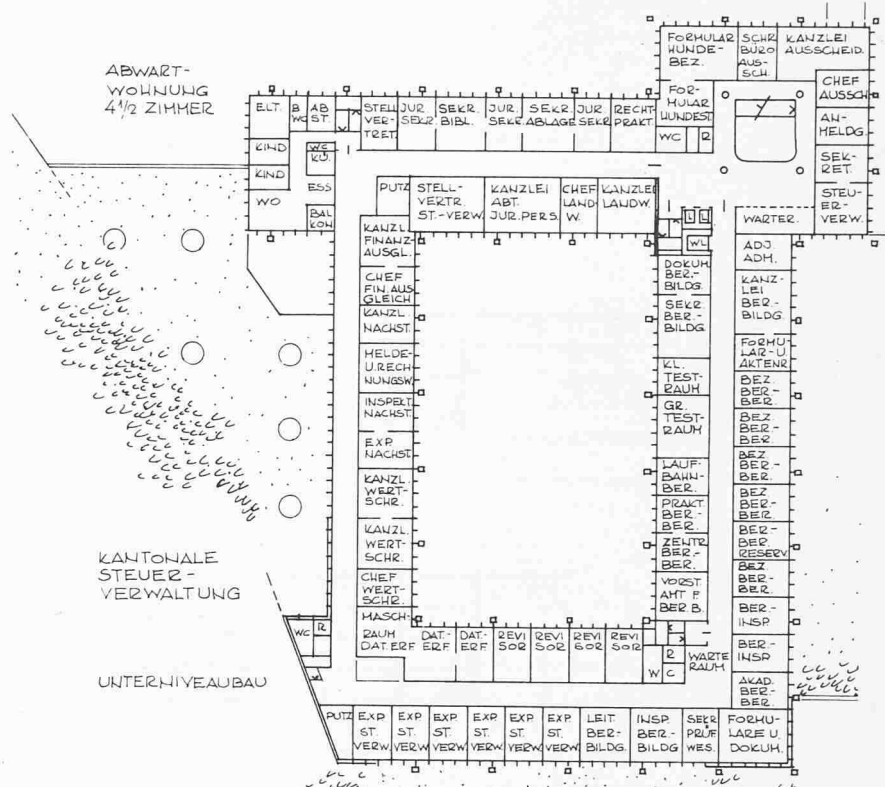 ABWART-
WOHNUNG
4½ ZIMMER
FORMULAR
HUNDE-
BEZ.
SCHR.
BÜRO
AUS-
SCH.
KANZLEI
AUSSCHEID.
CHEF
AUSSCH.
AN-
MELDG.
SEK-
RET.
STEU-
ER-
VERW.
FOR-
MULAR
HUNDEST.
WC
R
ELT.
B
WC
AB
ST.
STELL
VER-
TRET.
JUR.
SEKR.
SEKR.
BIBL.
JUR.
SEKR.
SEKR.
ABLAGE
JUR.
SEKR.
RECHT-
PRAKT.
KIND
KIND
WO
WC
KÜ.
ESS
BAL
KON.
PUTZ
STELL-
VERTR.
ST.-VERW.
KANZLEI
ABT.
JUR.PERS.
CHEF
LAND-
W.
KANZLEI
LANDW.
L
L
WL
WARTER.
KANZL.
FINANZ-
AUSGL.
CHEF
FIN.AUS
GLEICH
KANZL.
NACHST.
MELDE-
U.RECH-
NUNGSW.
INSPEKT.
NACHST.
EXP.
NACHST.
KANZL.
WERT-
SCHR.
KANZL.
WERT-
SCHR.
CHEF
WERT-
SCHR.
MASCH-
RAUM
DAT.ERF.
DOKUM.
BER.-
BILDG.
SEKR.
BER.-
BILDG.
KL.
TEST-
RAUM
GR.
TEST-
RAUM
LAUF-
BAHN-
BER.
PRAKT.
BER.-
BER.
ZENTR.
BER.-
BER.
VORST.
AMT F.
BER.B.
ADJ.
ADM.
KANZ-
LEI
BER.-
BILDG.
FORMU-
LAR-U.
AKTENR.
BEZ.
BER-
BER.
BEZ.
BER.-
BER.
BEZ.
BER.-
BER.
BEZ.
BER.-
BER.
BER-
BER.
RESERV.
BEZ.
BER-
BER.
BER.-
INSP.
BER.-
INSP.
AKAD.
BER-
BER.
KANTONALE
STEUER-
VERWALTUNG
UNTERNIVEAUBAU
WC
R
DAT.-
ERF.
DAT.-
ERF.
REVI
SOR
REVI
SOR
REVI
SOR
REVI
SOR
R
W
C
WARTE
RAUM
PUTZ
EXP.
ST.
VERW.
EXP.
ST.
VERW.
EXP.
ST.
VERW.
EXP.
ST.
VERW.
EXP.
ST.
VERW.
EXP.
ST.
VERW.
LEIT.
BER-
BILDG.
INSP.
BER.-
BILDG
SEKR.
PRÜF.
WES.
FORMU-
LARE U.
DOKUM.